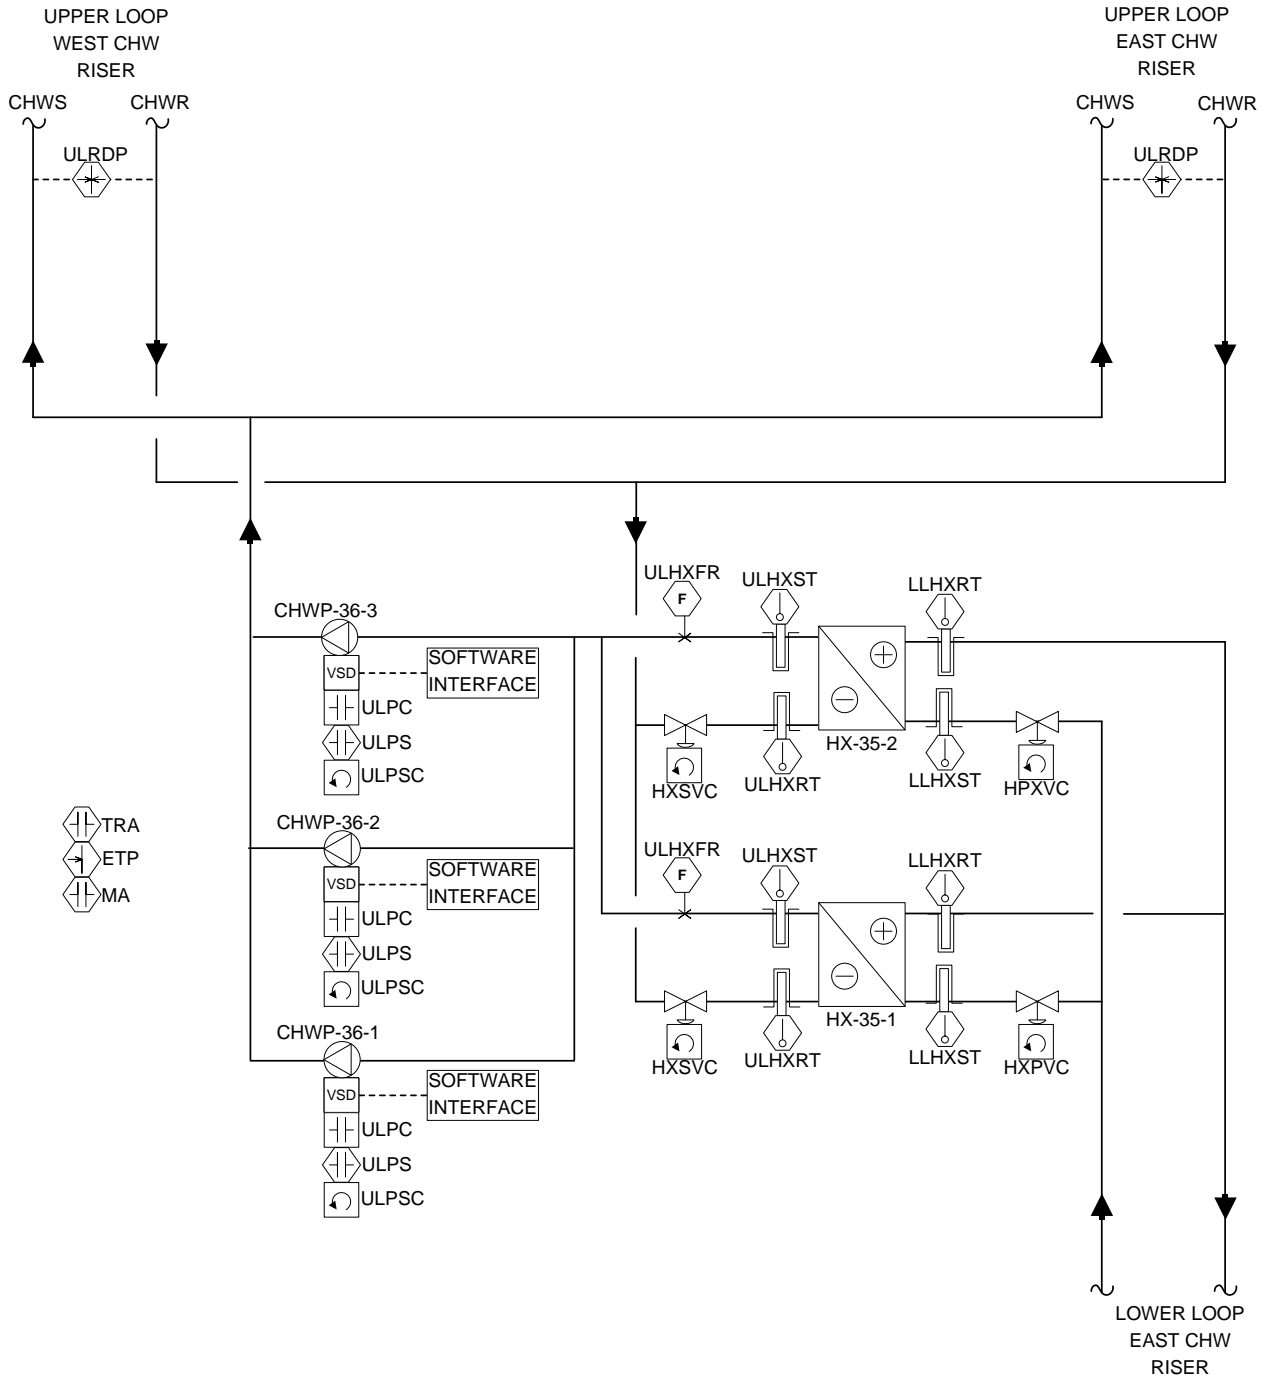 UPPER LOOP
WEST CHW
RISER
UPPER LOOP
EAST CHW
RISER
CHWS
CHWR
CHWS
CHWR
ULRDP
ULRDP
ULHXFR
F
ULHXST
LLHXRT
CHWP-36-3
VSD
SOFTWARE
INTERFACE
ULPC
ULPS
ULPSC
HXSVC
ULHXRT
HX-35-2
LLHXST
HPXVC
TRA
ETP
MA
CHWP-36-2
VSD
SOFTWARE
INTERFACE
ULPC
ULPS
ULPSC
ULHXFR
F
ULHXST
LLHXRT
HXSVC
ULHXRT
HX-35-1
LLHXST
HXPVC
CHWP-36-1
VSD
SOFTWARE
INTERFACE
ULPC
ULPS
ULPSC
LOWER LOOP
EAST CHW
RISER